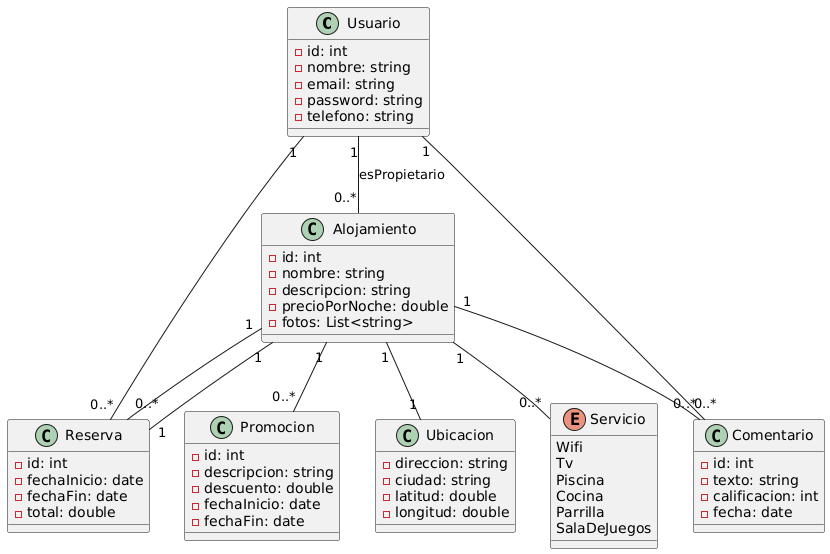 C Usuario
id: int
nombre: string
email: string
password: string
telefono: string
1
1
1
esPropietario
0..*
C Alojamiento
id: int
nombre: string
descripcion: string
precioPorNoche: double
fotos: List<string>
1
1
1
1
1
1
1
0..*
0..*
1
0..*
1
0..*
0..*
0..*
C Reserva
id: int
fechaInicio: date
fechaFin: date
total: double
C Promocion
id: int
descripcion: string
descuento: double
fechaInicio: date
fechaFin: date
C Ubicacion
direccion: string
ciudad: string
latitud: double
longitud: double
E Servicio
Wifi
Tv
Piscina
Cocina
Parrilla
SalaDeJuegos
C Comentario
id: int
texto: string
calificacion: int
fecha: date